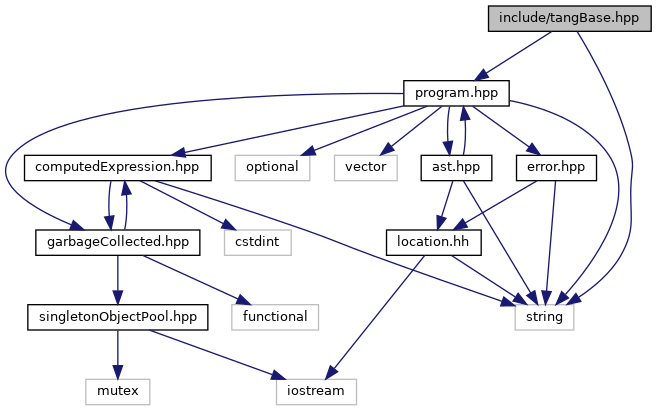 include/tangBase.hpp
program.hpp
computedExpression.hpp
optional
vector
ast.hpp
error.hpp
garbageCollected.hpp
cstdint
location.hh
singletonObjectPool.hpp
functional
string
mutex
iostream